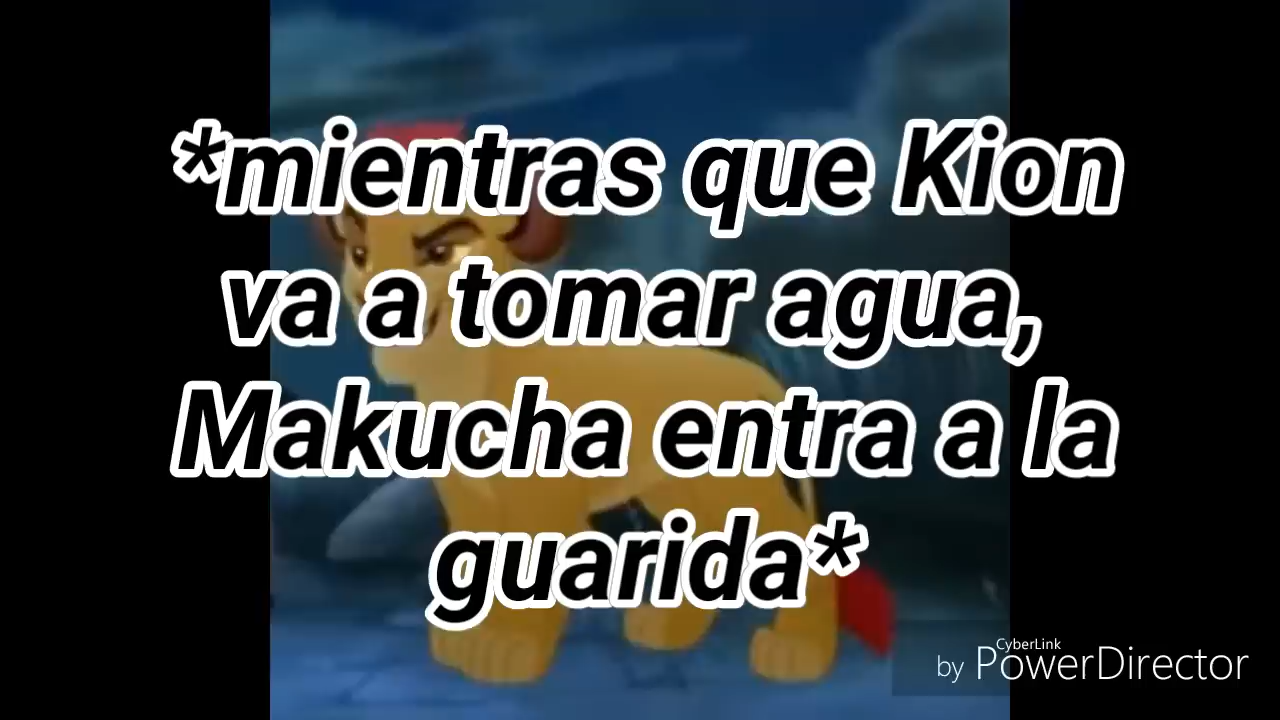 *mientras que Kion
va a tomar agua,
Makucha entra a la
guarida*
CyberLink
by PowerDirector